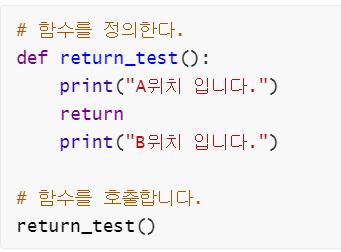 # 함수를 정의한다.
def return_test():
    print("A위치 입니다.")
    return
    print("B위치 입니다.")

# 함수를 호출합니다.
return_test()